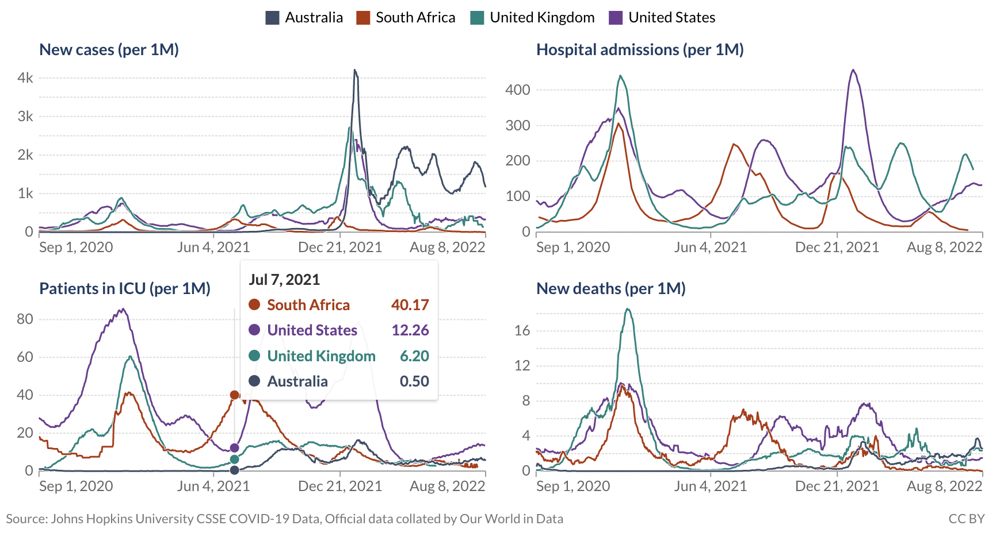 Australia South Africa United Kingdom United States
New cases (per 1M)
4k
3k
2k
1k
0
Sep 1, 2020 Jun 4, 2021 Dec 21, 2021 Aug 8, 2022
Hospital admissions (per 1M)
400
300
200
100
0
Sep 1, 2020 Jun 4, 2021 Dec 21, 2021 Aug 8, 2022
Patients in ICU (per 1M)
80
60
40
20
0
Sep 1, 2020 Jun 4, 2021 Dec 21, 2021 Aug 8, 2022
Jul 7, 2021
South Africa 40.17
United States 12.26
United Kingdom 6.20
Australia 0.50
New deaths (per 1M)
16
12
8
4
0
Sep 1, 2020 Jun 4, 2021 Dec 21, 2021 Aug 8, 2022
Source: Johns Hopkins University CSSE COVID-19 Data, Official data collated by Our World in Data CC BY